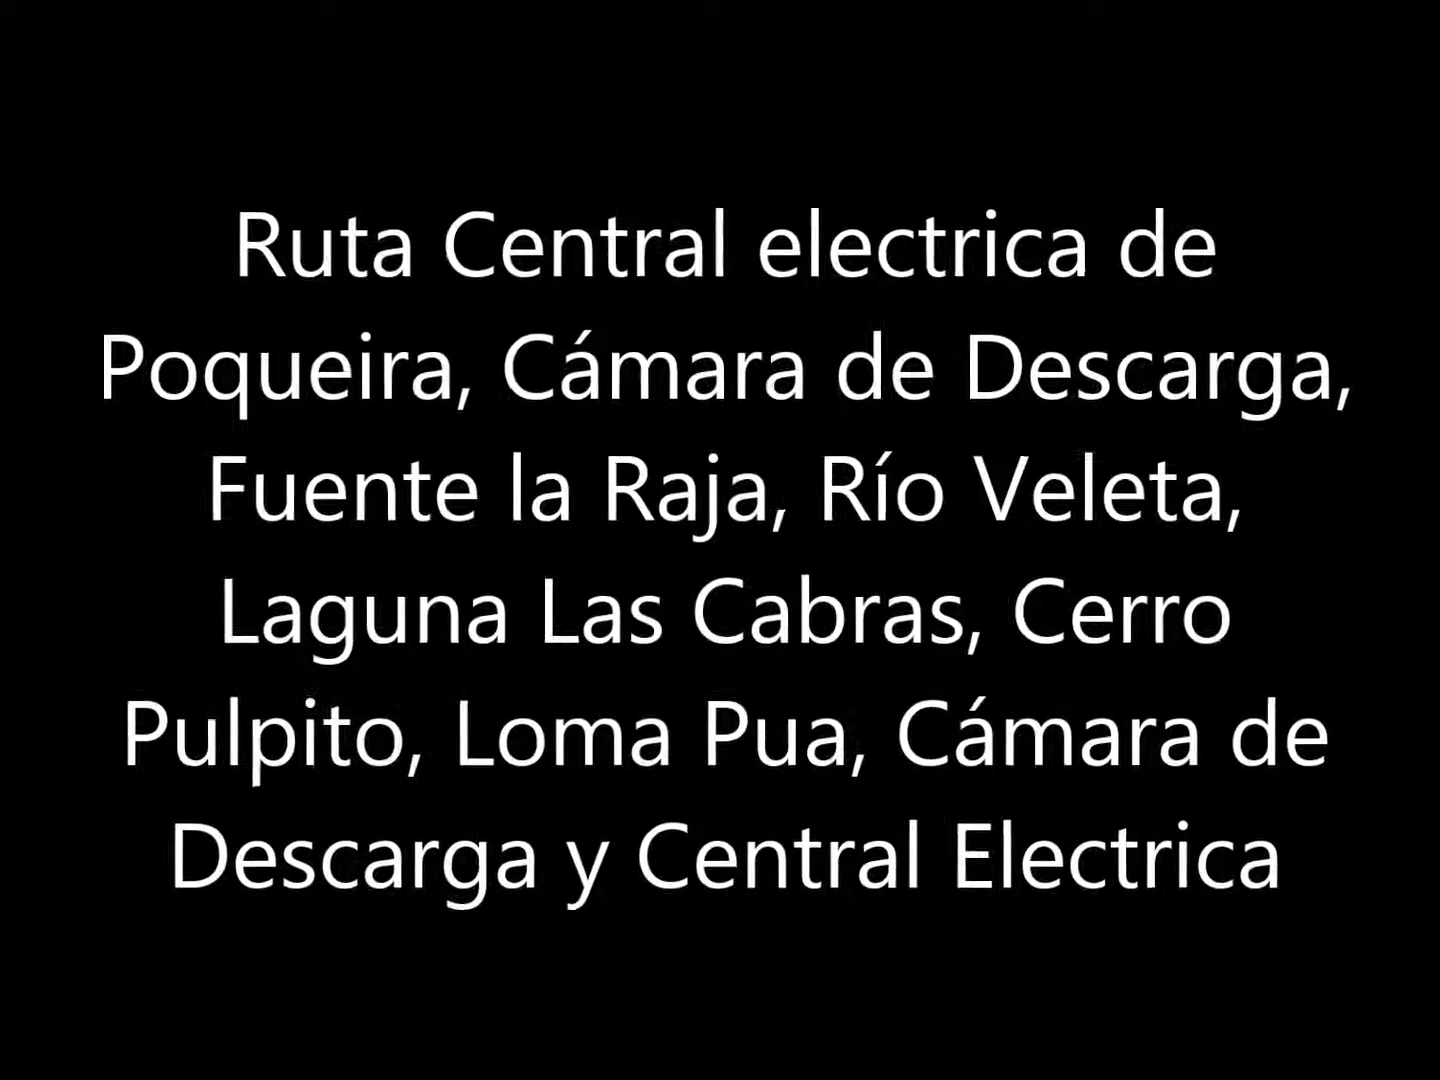 Ruta Central electrica de
Poqueira, Cámara de Descarga,
Fuente la Raja, Río Veleta,
Laguna Las Cabras, Cerro
Pulpito, Loma Pua, Cámara de
Descarga y Central Electrica